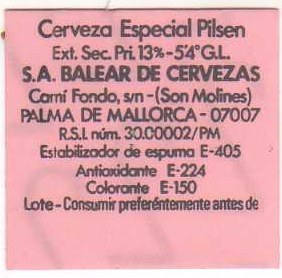 Cerveza Especial Pilsen
Ext. Sec. Pri. 13% - 5'4° G.L.
S.A. BALEAR DE CERVEZAS
Camí Fondo, s/n - (Son Molines)
PALMA DE MALLORCA - 07007
R.S.I. núm. 30.00002/PM
Estabilizador de espuma E-405
Antioxidante E-224
Colorante E-150
Lote - Consumir preferéntemente antes de